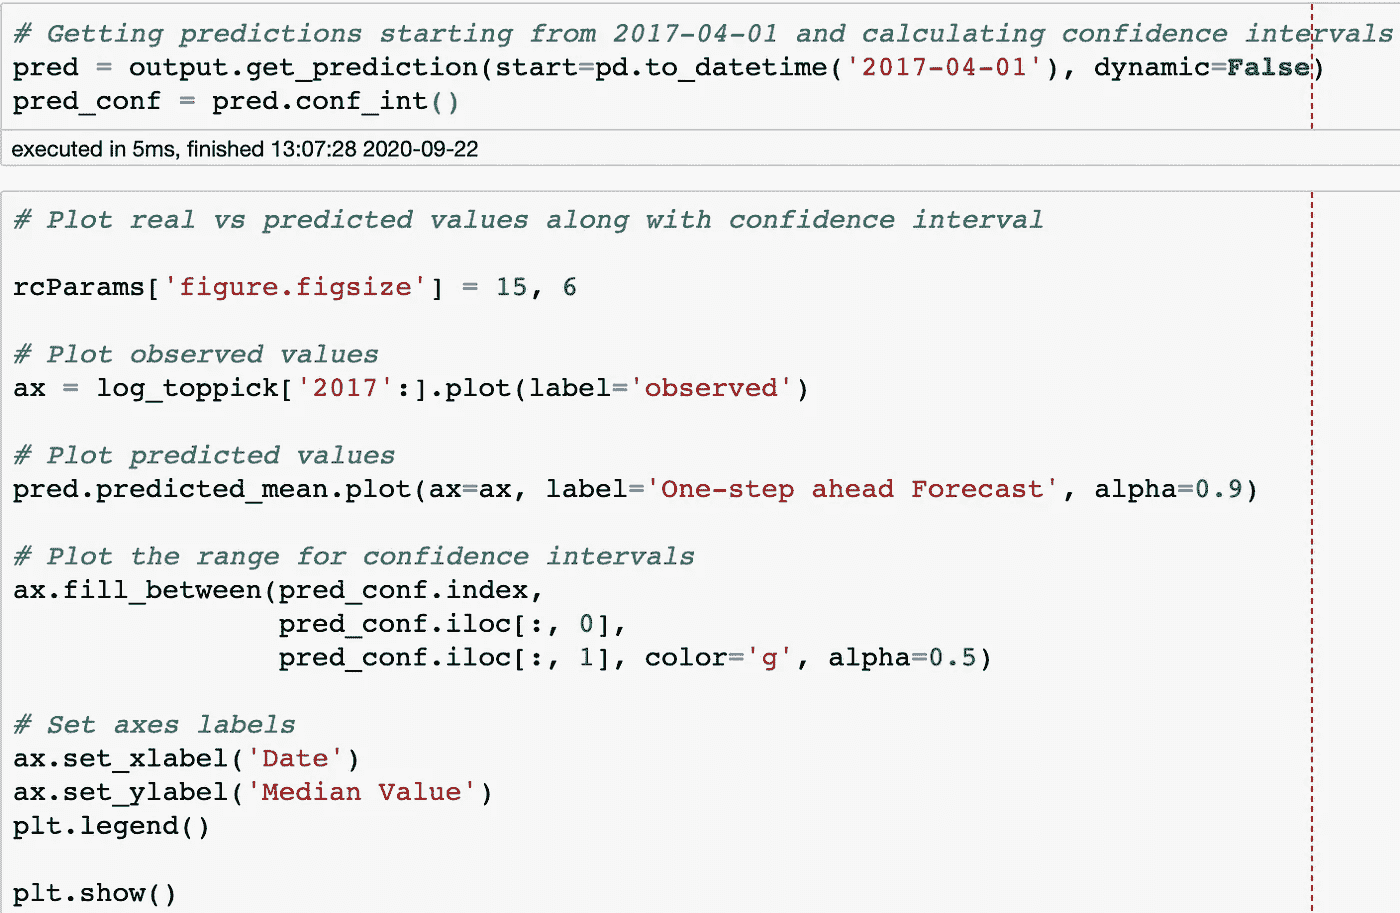 # Getting predictions starting from 2017-04-01 and calculating confidence intervals
pred = output.get_prediction(start=pd.to_datetime('2017-04-01'), dynamic=False)
pred_conf = pred.conf_int()
executed in 5ms, finished 13:07:28 2020-09-22
# Plot real vs predicted values along with confidence interval
rcParams['figure.figsize'] = 15, 6
# Plot observed values
ax = log_toppick['2017':].plot(label='observed')
# Plot predicted values
pred.predicted_mean.plot(ax=ax, label='One-step ahead Forecast', alpha=0.9)
# Plot the range for confidence intervals
ax.fill_between(pred_conf.index,
pred_conf.iloc[:, 0],
pred_conf.iloc[:, 1], color='g', alpha=0.5)
# Set axes labels
ax.set_xlabel('Date')
ax.set_ylabel('Median Value')
plt.legend()
plt.show()